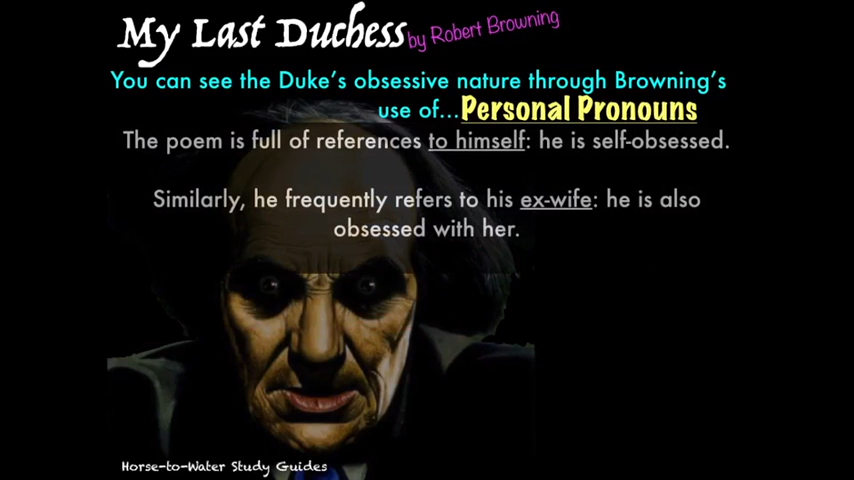 My Last Duchess by Robert Browning
You can see the Duke's obsessive nature through Browning's
use of...Personal Pronouns
The poem is full of references to himself: he is self-obsessed.
Similarly, he frequently refers to his ex-wife: he is also
obsessed with her.
Horse-to-Water Study Guides